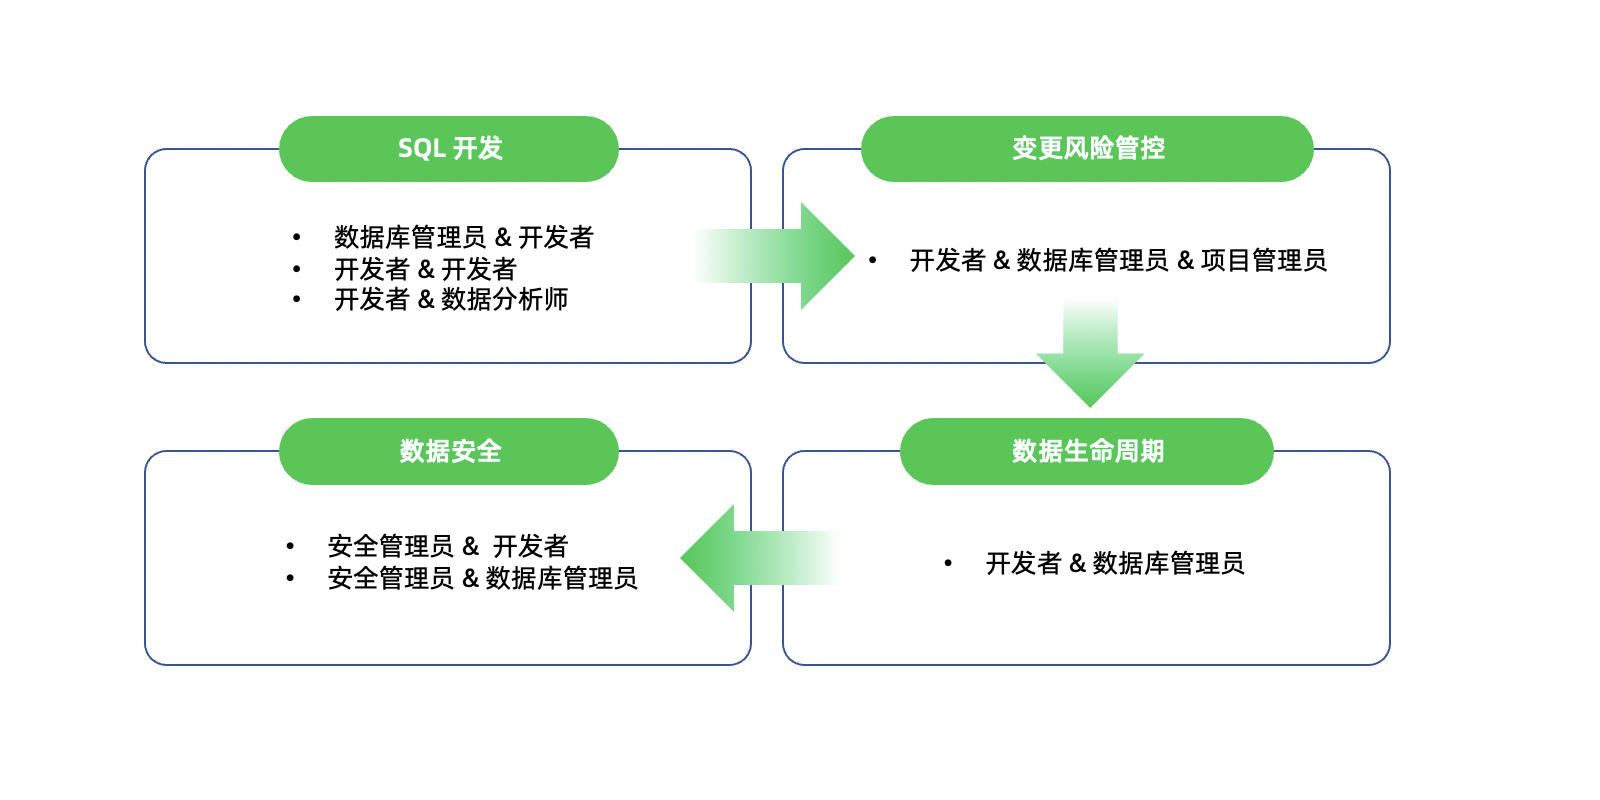 SQL 开发
• 数据库管理员 & 开发者
• 开发者 & 开发者
• 开发者 & 数据分析师
变更风险管控
• 开发者 & 数据库管理员 & 项目管理员
数据生命周期
• 开发者 & 数据库管理员
数据安全
• 安全管理员 & 开发者
• 安全管理员 & 数据库管理员